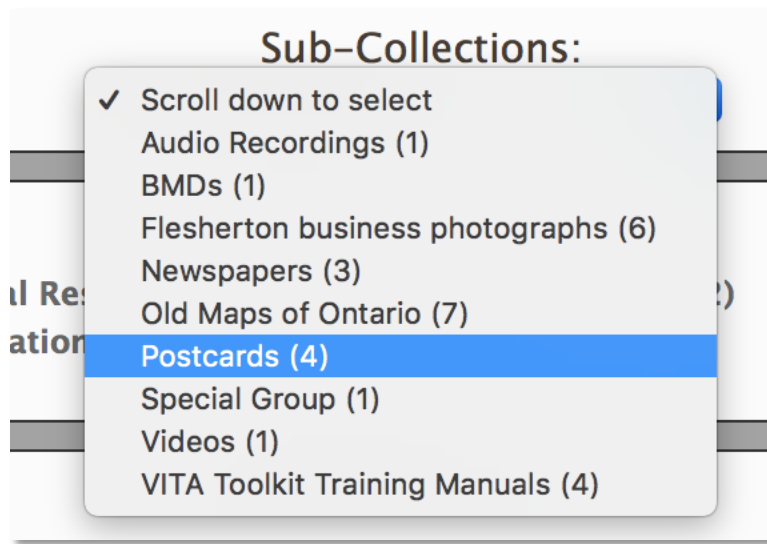 Sub-Collections:
✓ Scroll down to select
Audio Recordings (1)
BMDs (1)
Flesherton business photographs (6)
Newspapers (3)
Old Maps of Ontario (7)
Postcards (4)
Special Group (1)
Videos (1)
VITA Toolkit Training Manuals (4)